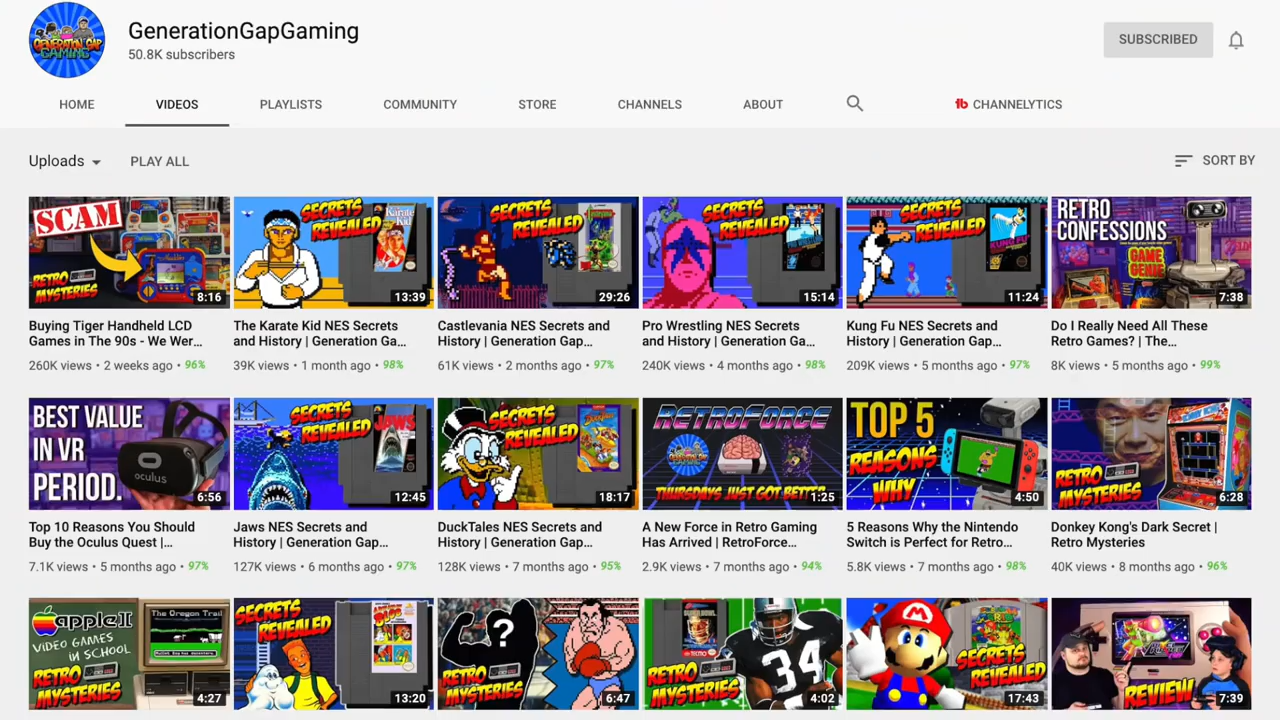 GenerationGapGaming
50.8K subscribers
SUBSCRIBED
HOME
VIDEOS
PLAYLISTS
COMMUNITY
STORE
CHANNELS
ABOUT
CHANNELYTICS
Uploads
PLAY ALL
SORT BY
SCAM
RETRO
MYSTERIES
8:16
Buying Tiger Handheld LCD
Games in The 90s - We Wer...
260K views • 2 weeks ago • 96%
SECRETS
REVEALED
Karate
Kid
13:39
The Karate Kid NES Secrets
and History | Generation Ga...
39K views • 1 month ago • 98%
SECRETS
REVEALED
29:26
Castlevania NES Secrets and
History | Generation Gap...
61K views • 2 months ago • 97%
SECRETS
REVEALED
15:14
Pro Wrestling NES Secrets
and History | Generation Ga...
240K views • 4 months ago • 98%
SECRETS
REVEALED
KUNG FU
11:24
Kung Fu NES Secrets and
History | Generation Gap...
209K views • 5 months ago • 97%
RETRO
CONFESSIONS
GAME
GENIE
7:38
Do I Really Need All These
Retro Games? | The...
8K views • 5 months ago • 99%
BEST VALUE
IN VR
PERIOD.
oculus
6:56
Top 10 Reasons You Should
Buy the Oculus Quest |...
7.1K views • 5 months ago • 97%
SECRETS
REVEALED
JAWS
12:45
Jaws NES Secrets and
History | Generation Gap...
127K views • 6 months ago • 97%
SECRETS
REVEALED
18:17
DuckTales NES Secrets and
History | Generation Gap...
128K views • 7 months ago • 95%
RETROFORCE
THURSDAYS JUST GOT BETTER
1:25
A New Force in Retro Gaming
Has Arrived | RetroForce...
2.9K views • 7 months ago • 94%
TOP 5
REASONS
WHY
4:50
5 Reasons Why the Nintendo
Switch is Perfect for Retro...
5.8K views • 7 months ago • 98%
RETRO
MYSTERIES
6:28
Donkey Kong's Dark Secret |
Retro Mysteries
40K views • 8 months ago • 96%
apple II
VIDEO GAMES
IN SCHOOL
The Oregon Trail
RETRO
MYSTERIES
4:27
SECRETS
REVEALED
13:20
?
RETRO
MYSTERIES
6:47
TECMO
34
RETRO
MYSTERIES
4:02
SECRETS
REVEALED
17:43
REVIEW
7:39